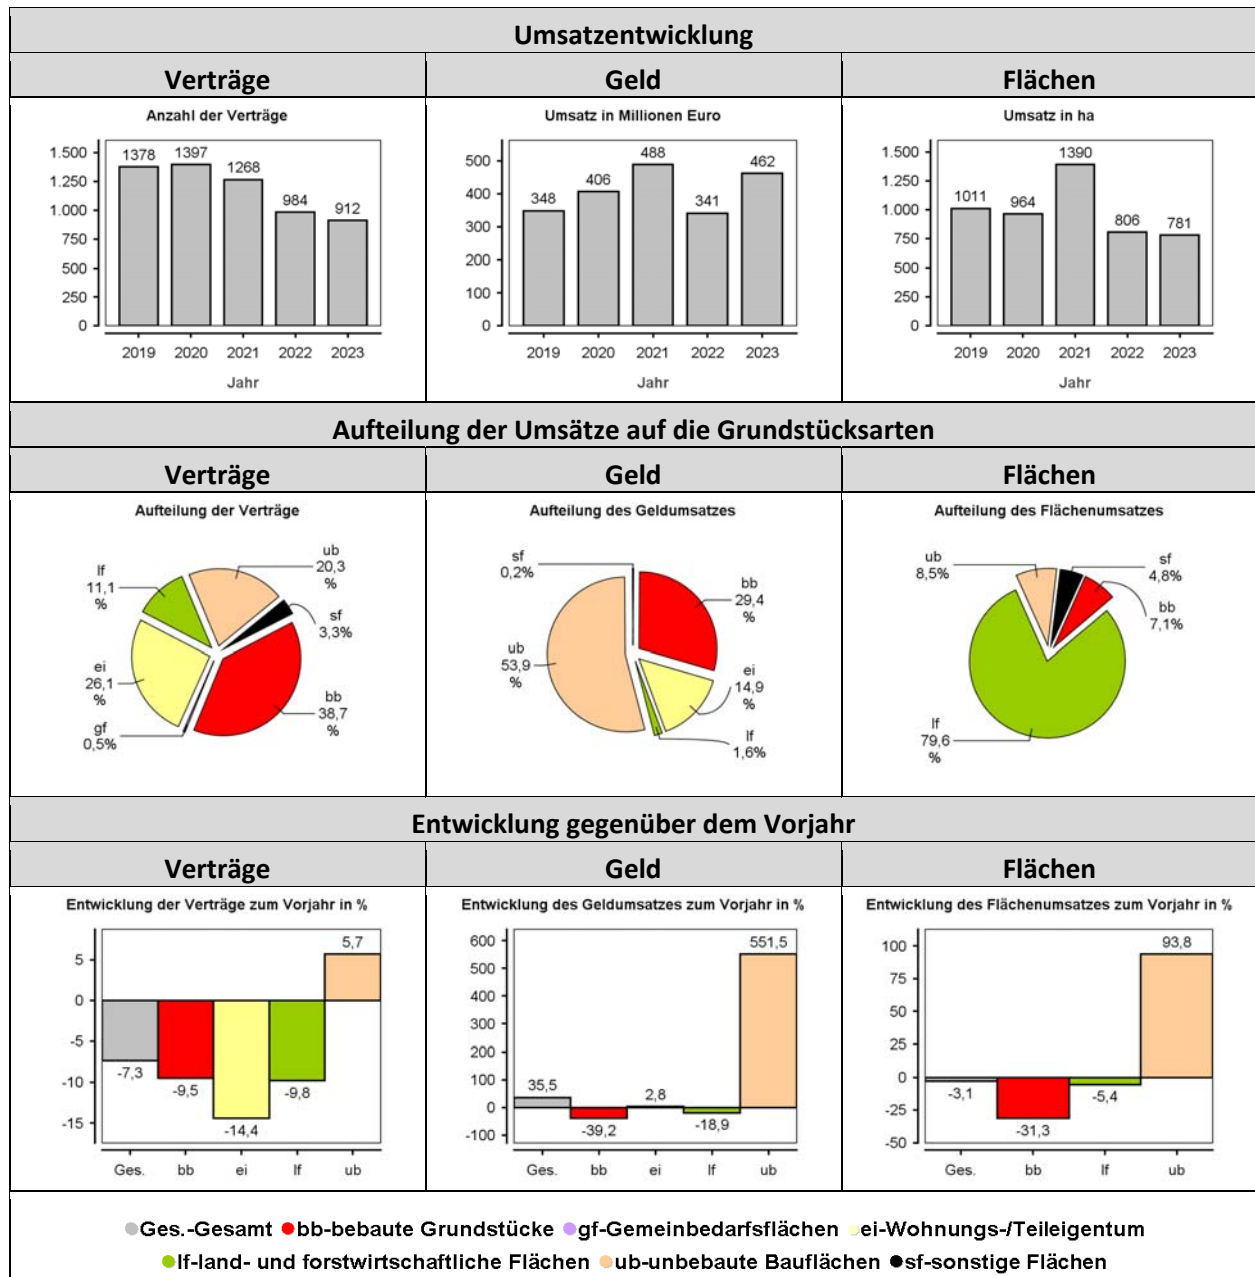 Umsatzentwicklung
Verträge
Geld
Flächen
Anzahl der Verträge
1.500
1.250
1.000
750
500
250
0
1378
1397
1268
984
912
2019 2020 2021 2022 2023
Jahr
Umsatz in Millionen Euro
500
400
300
200
100
0
348
406
488
341
462
2019 2020 2021 2022 2023
Jahr
Umsatz in ha
1.500
1.250
1.000
750
500
250
0
1011
964
1390
806
781
2019 2020 2021 2022 2023
Jahr
Aufteilung der Umsätze auf die Grundstücksarten
Verträge
Geld
Flächen
Aufteilung der Verträge
lf
11,1
%
ub
20,3
%
sf
3,3%
ei
26,1
%
bb
38,7
%
gf
0,5%
Aufteilung des Geldumsatzes
sf
0,2%
bb
29,4
%
ub
53,9
%
ei
14,9
%
lf
1,6%
Aufteilung des Flächenumsatzes
ub
8,5%
sf
4,8%
bb
7,1%
lf
79,6
%
Entwicklung gegenüber dem Vorjahr
Verträge
Geld
Flächen
Entwicklung der Verträge zum Vorjahr in %
5
0
-5
-10
-15
-7,3
-9,5
-14,4
-9,8
5,7
Ges. bb ei lf ub
Entwicklung des Geldumsatzes zum Vorjahr in %
600
500
400
300
200
100
0
-100
35,5
-39,2
2,8
-18,9
551,5
Ges. bb ei lf ub
Entwicklung des Flächenumsatzes zum Vorjahr in %
100
75
50
25
0
-25
-50
-3,1
-31,3
-5,4
93,8
Ges. bb lf ub
Ges.-Gesamt bb-bebaute Grundstücke gf-Gemeinbedarfsflächen ei-Wohnungs-/Teileigentum
lf-land- und forstwirtschaftliche Flächen ub-unbebaute Bauflächen sf-sonstige Flächen